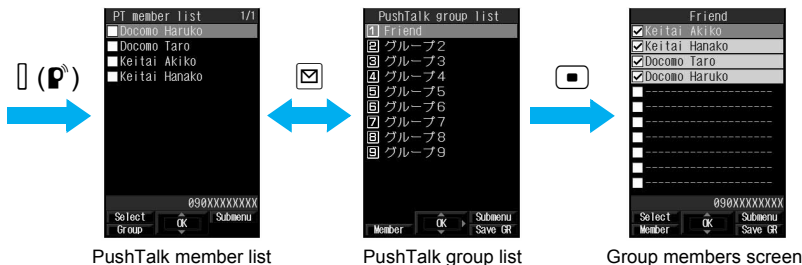 (P)
PT member list 1/1
Docomo Haruko
Docomo Taro
Keitai Akiko
Keitai Hanako
090XXXXXXXX
Select OK Submenu
Group
PushTalk member list
PushTalk group list
1 Friend
2 グループ2
3 グループ3
4 グループ4
5 グループ5
6 グループ6
7 グループ7
8 グループ8
9 グループ9
OK Submenu
Member Save GR
PushTalk group list
Friend
Keitai Akiko
Keitai Hanako
Docomo Taro
Docomo Haruko
--------------------
--------------------
--------------------
--------------------
--------------------
--------------------
090XXXXXXXX
Select OK Submenu
Member Save GR
Group members screen